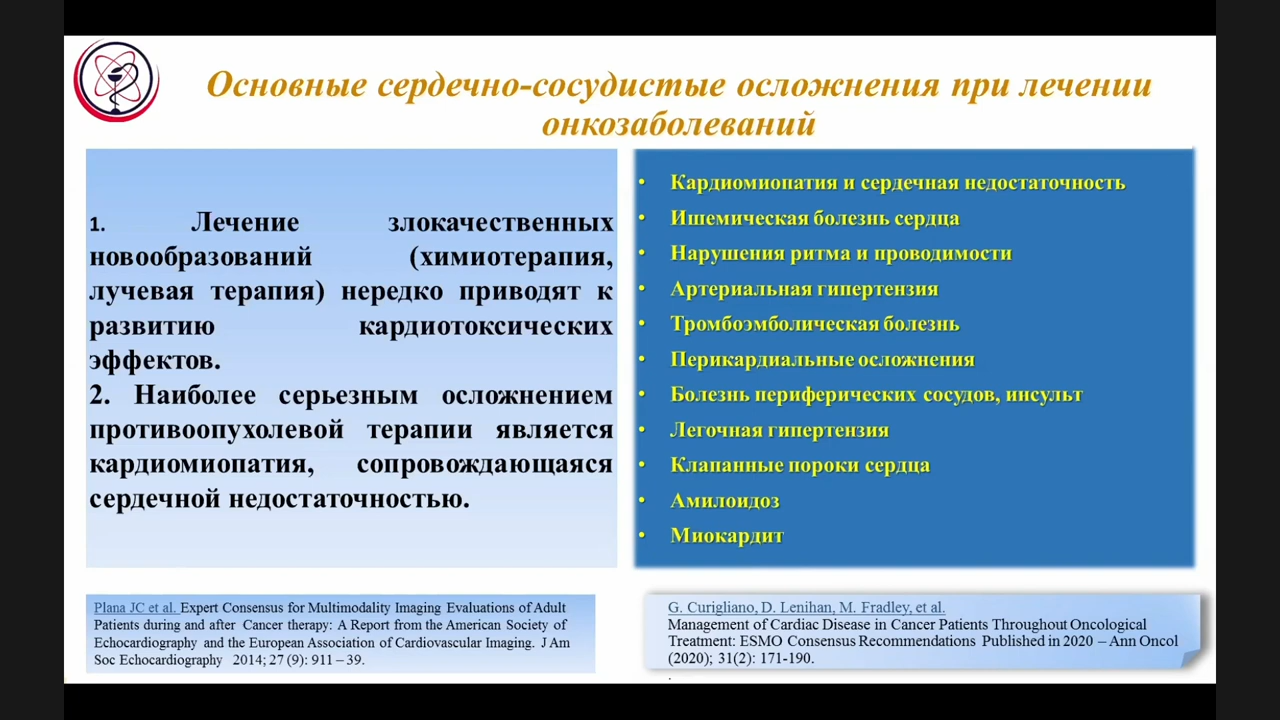 Основные сердечно-сосудистые осложнения при лечении
онкозаболеваний
1. Лечение злокачественных
новообразований (химиотерапия,
лучевая терапия) нередко приводят к
развитию кардиотоксических
эффектов.
2. Наиболее серьезным осложнением
противоопухолевой терапии является
кардиомиопатия, сопровождающаяся
сердечной недостаточностью.
• Кардиомиопатия и сердечная недостаточность
• Ишемическая болезнь сердца
• Нарушения ритма и проводимости
• Артериальная гипертензия
• Тромбоэмболическая болезнь
• Перикардиальные осложнения
• Болезнь периферических сосудов, инсульт
• Легочная гипертензия
• Клапанные пороки сердца
• Амилоидоз
• Миокардит
Plana JC et al. Expert Consensus for Multimodality Imaging Evaluations of Adult
Patients during and after Cancer therapy: A Report from the American Society of
Echocardiography and the European Association of Cardiovascular Imaging. J Am
Soc Echocardiography 2014; 27 (9): 911 – 39.
G. Curigliano, D. Lenihan, M. Fradley, et al.
Management of Cardiac Disease in Cancer Patients Throughout Oncological
Treatment: ESMO Consensus Recommendations Published in 2020 – Ann Oncol
(2020); 31(2): 171-190.
.